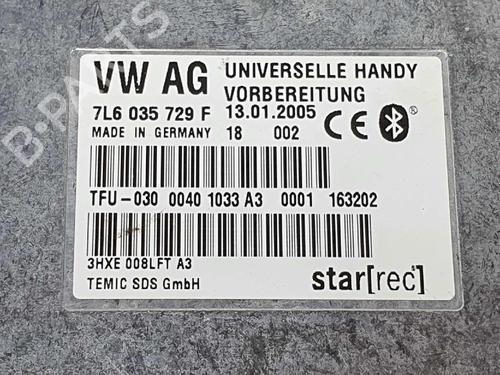 VW AG UNIVERSELLE HANDY
VORBEREITUNG
7L6 035 729 F 13.01.2005
MADE IN GERMANY 18 002 CE
TFU-030 0040 1033 A3 0001 163202
3HXE 008LFT A3
TEMIC SDS GmbH
star[rec]
B-PARTS